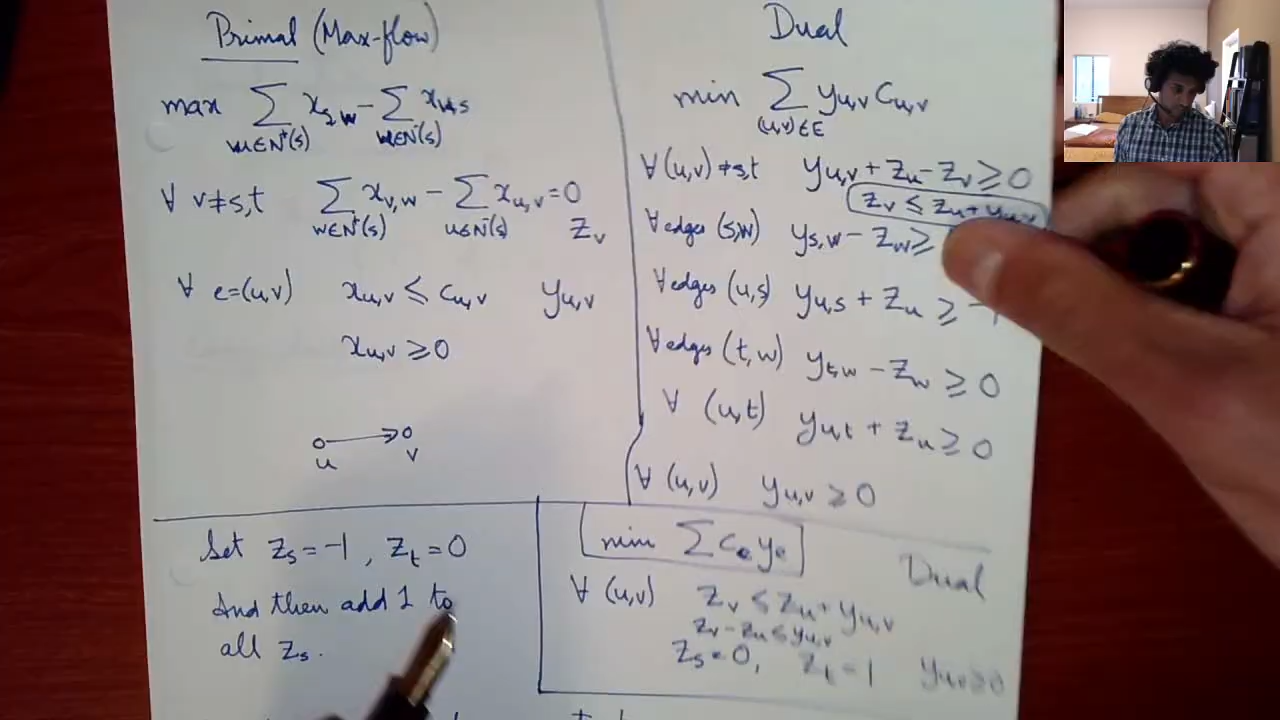 Primal (Max-flow)
max ∑_{w∈N⁺(s)} x_{s,w} − ∑_{u∈N⁻(s)} x_{u,s}
∀ v≠s,t ∑_{w∈N⁺(s)} x_{v,w} − ∑_{u∈N⁻(s)} x_{u,v} = 0
z_v
∀ e=(u,v) x_{u,v} ≤ c_{u,v} y_{u,v}
x_{u,v} ≥ 0
u v
Dual
min ∑_{(u,v)∈E} y_{u,v} c_{u,v}
∀ (u,v) ≠ s,t y_{u,v} + z_u − z_v ≥ 0
z_v ≤ z_u + y_{u,v}
∀ edges (s,w) y_{s,w} − z_w ≥
∀ edges (u,s) y_{u,s} + z_u ≥ −1
∀ edges (t,w) y_{t,w} − z_w ≥ 0
∀ (u,t) y_{u,t} + z_u ≥ 0
∀ (u,v) y_{u,v} ≥ 0
Set z_s = −1, z_t = 0
And then add 1 to
all z_s.
min ∑ c_e y_e
Dual
∀ (u,v) z_v ≤ z_u + y_{u,v}
z_v − z_u ≤ y_{u,v}
z_s = 0, z_t = 1 y_{uv} ≥ 0